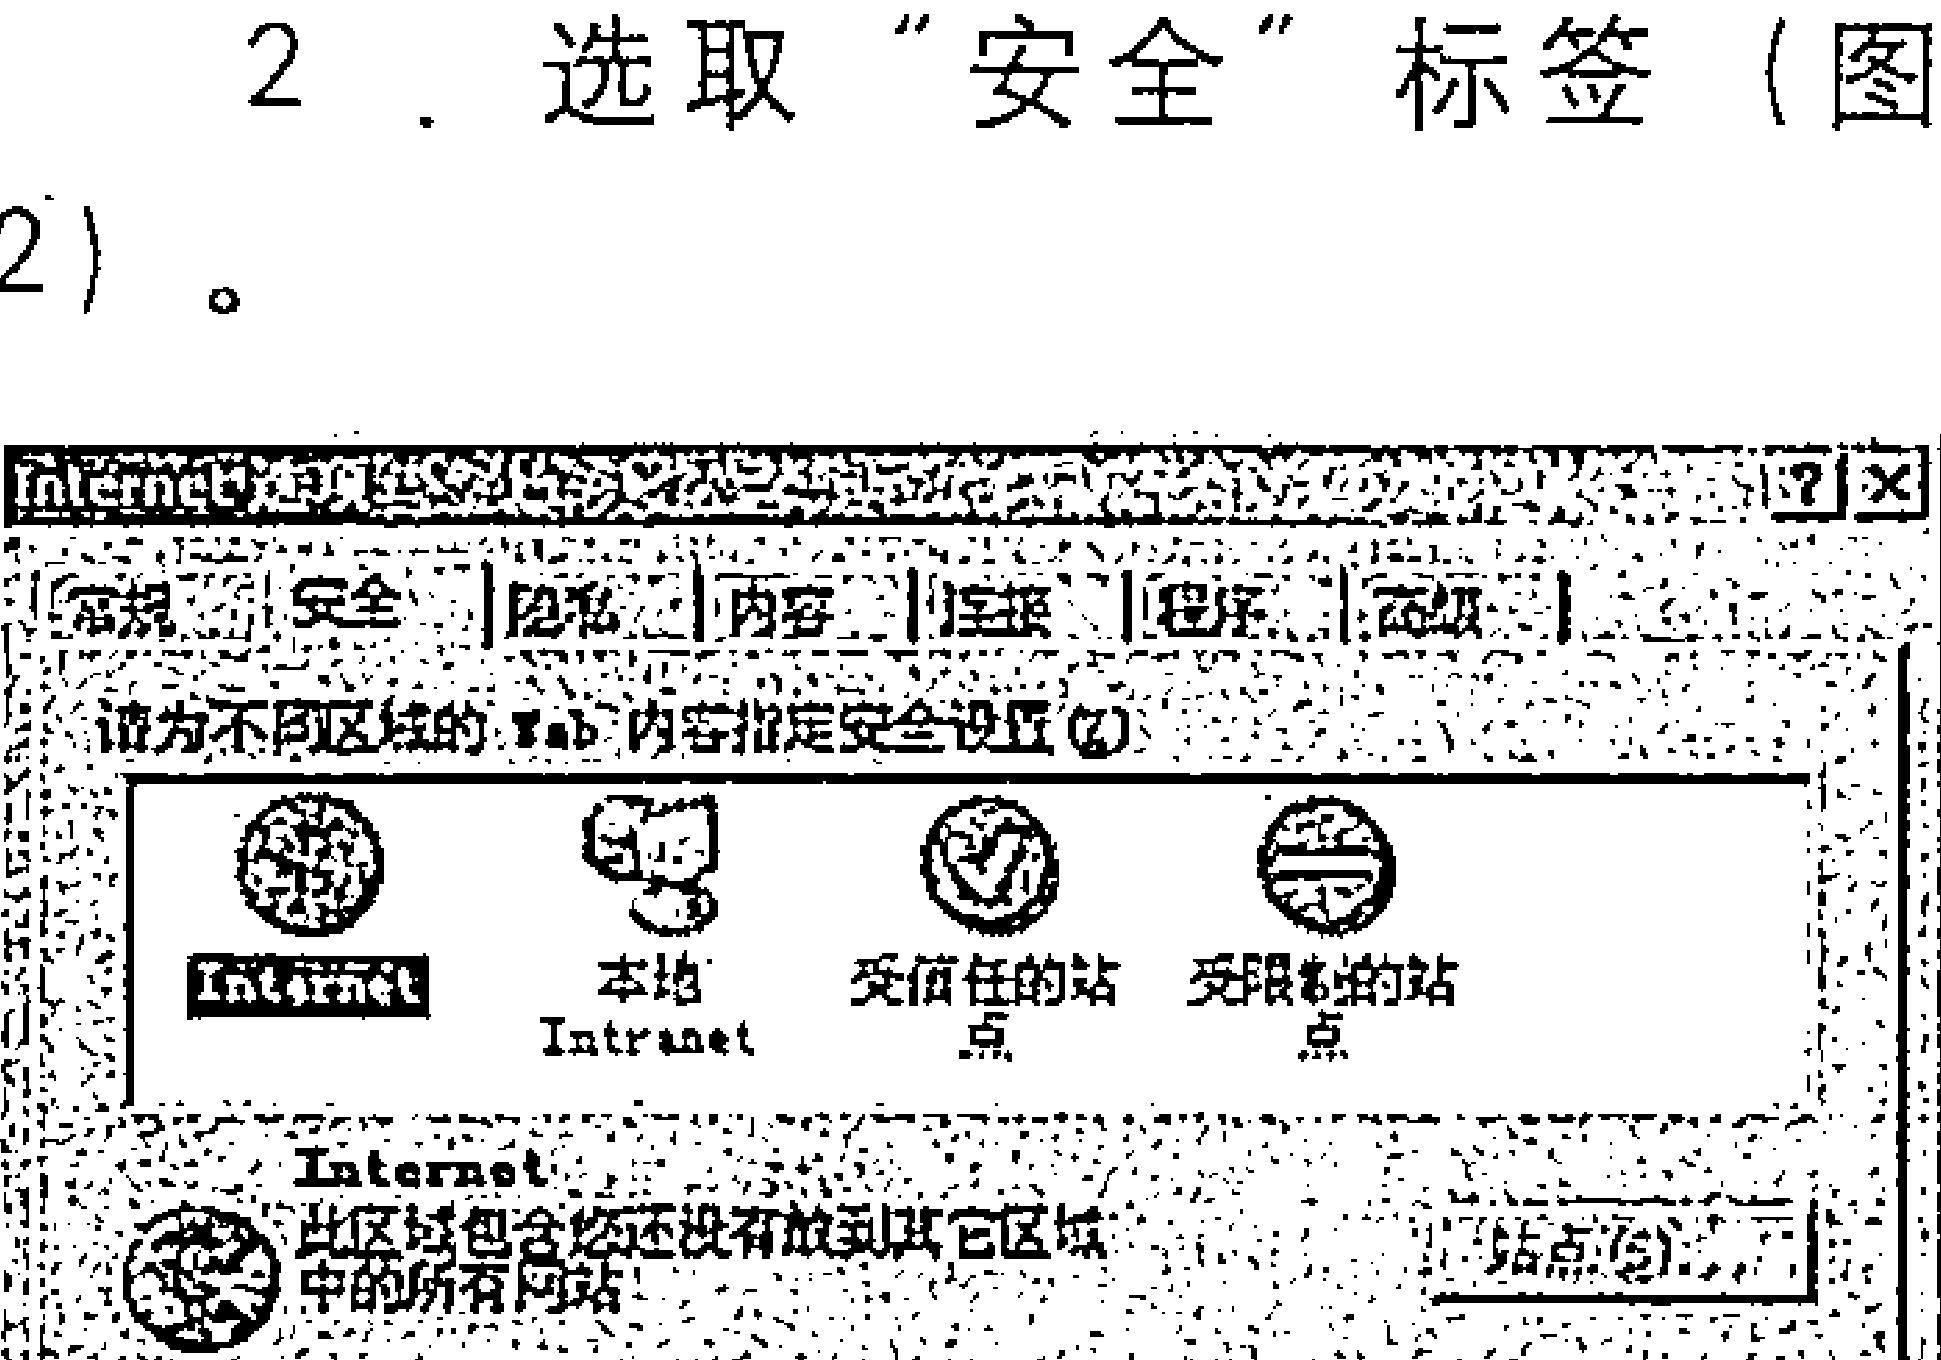 2．选取"安全"标签（图
2）。
Internet 选项
常规 安全 隐私 内容 连接 程序 高级
请为不同区域的 Web 内容指定安全设置(Z)
Internet 本地 受信任的站 受限制的站
Intranet 点 点
Internet
此区域包含您还没有放到其它区域
中的所有网站
站点(S)